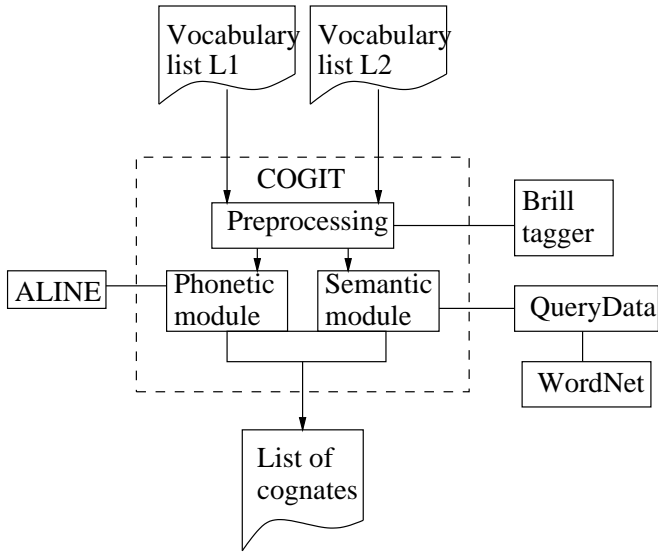 Vocabulary
list L1
Vocabulary
list L2
COGIT
Preprocessing
Brill
tagger
ALINE
Phonetic
module
Semantic
module
QueryData
WordNet
List of
cognates